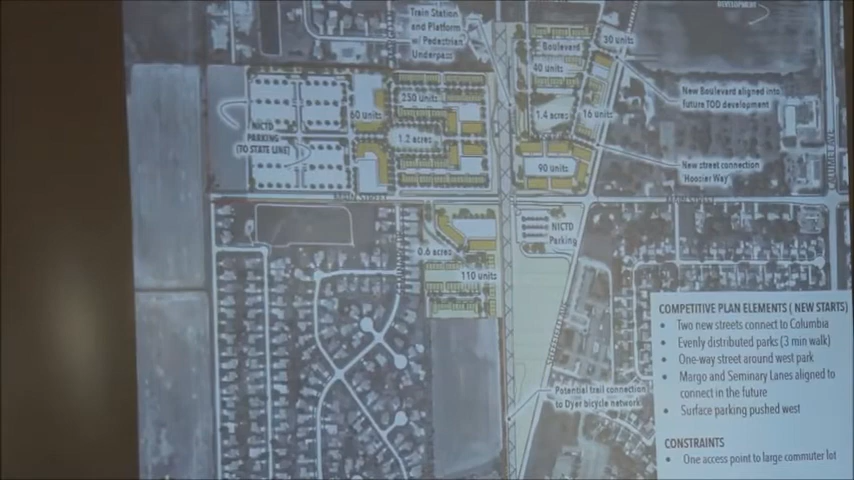 DEVELOPMENT
Train Station
and Platform
w/Pedestrian
Underpass
Boulevard
30 units
40 units
250 units
60 units
1.4 acres
16 units
1.2 acres
90 units
NICTD
PARKING
(TO STATE LINE)
New Boulevard aligned into
future TOD development
New street connection
Hoosier Way
NICTD
Parking
0.6 acres
110 units
Potential trail connection
to Dyer bicycle network
COMPETITIVE PLAN ELEMENTS ( NEW STARTS)
• Two new streets connect to Columbia
• Evenly distributed parks (3 min walk)
• One-way street around west park
• Margo and Seminary Lanes aligned to
connect in the future
• Surface parking pushed west
CONSTRAINTS
• One access point to large commuter lot